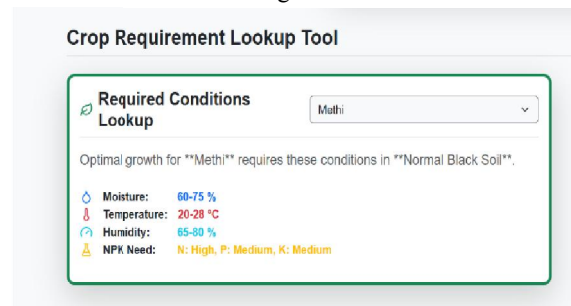 Crop Requirement Lookup Tool
Required Conditions
Lookup
Methi
Optimal growth for **Methi** requires these conditions in **Normal Black Soil**.
Moisture: 60-75 %
Temperature: 20-28 °C
Humidity: 65-80 %
NPK Need: N: High, P: Medium, K: Medium